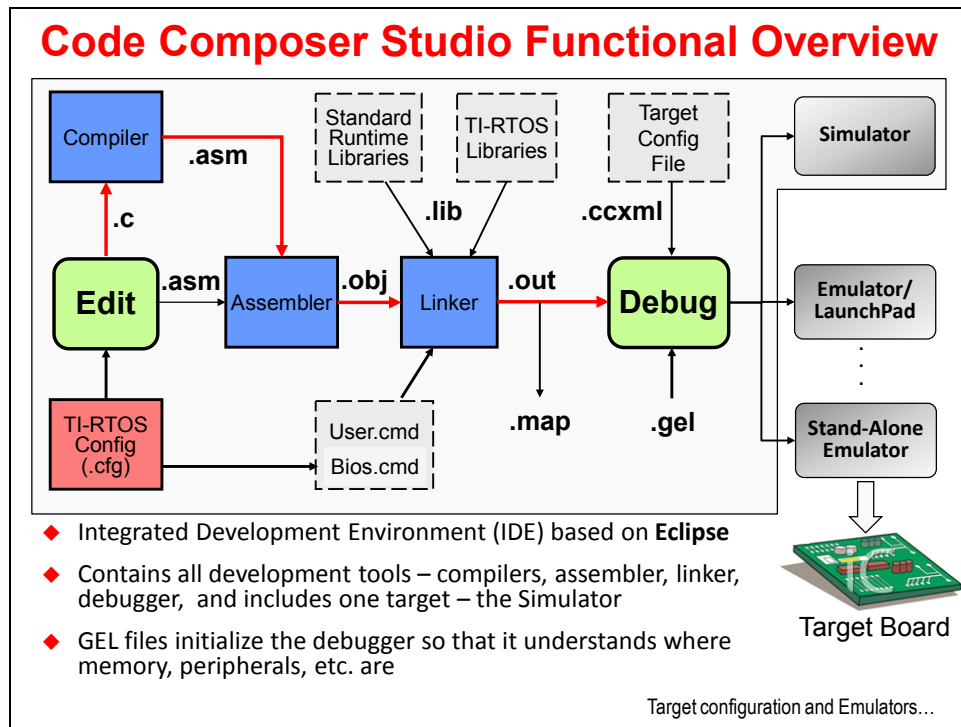 Code Composer Studio Functional Overview
Compiler
.asm
Standard
Runtime
Libraries
TI-RTOS
Libraries
Target
Config
File
Simulator
.c
.lib
.ccxml
Edit
.asm
Assembler
.obj
Linker
.out
Debug
Emulator/
LaunchPad
TI-RTOS
Config
(.cfg)
User.cmd
Bios.cmd
.map
.gel
Stand-Alone
Emulator
◆ Integrated Development Environment (IDE) based on Eclipse
◆ Contains all development tools – compilers, assembler, linker,
debugger, and includes one target – the Simulator
◆ GEL files initialize the debugger so that it understands where
memory, peripherals, etc. are
TC
Target Board
Target configuration and Emulators…